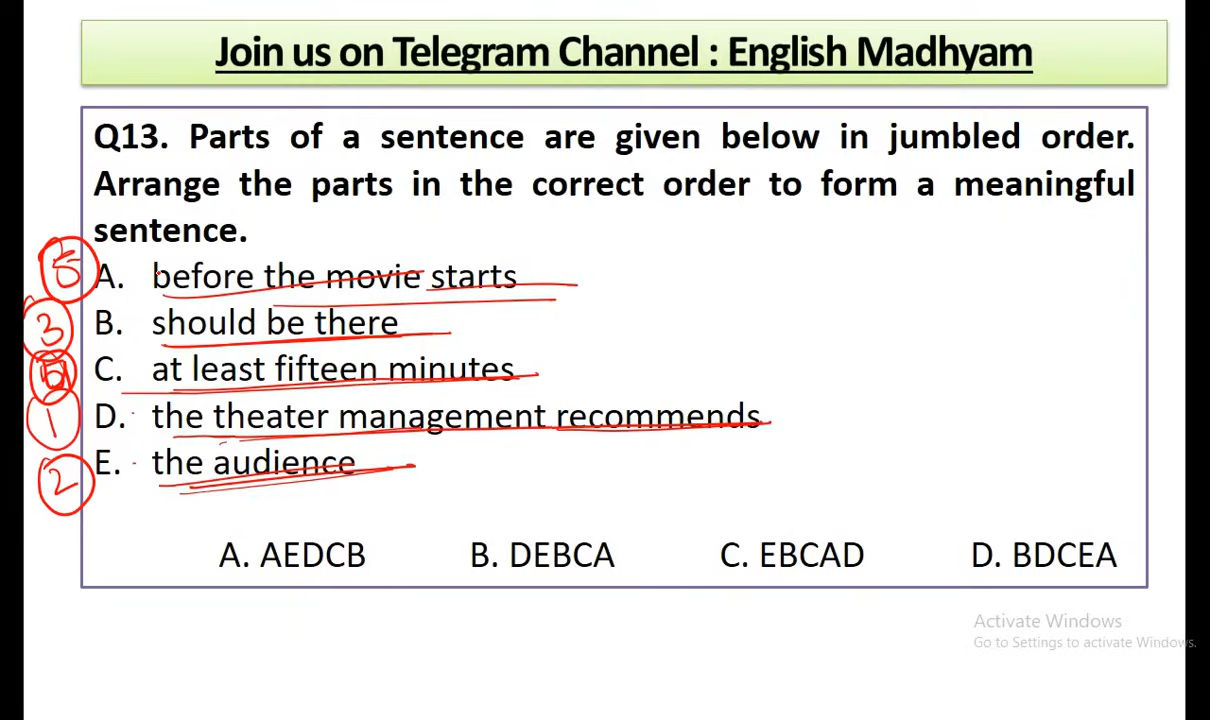 Join us on Telegram Channel : English Madhyam
Q13. Parts of a sentence are given below in jumbled order.
Arrange the parts in the correct order to form a meaningful
sentence.
5 A. before the movie starts
3 B. should be there
C. at least fifteen minutes
1 D. the theater management recommends
2 E. the audience
A. AEDCB B. DEBCA C. EBCAD D. BDCEA
Activate Windows
Go to Settings to activate Windows.